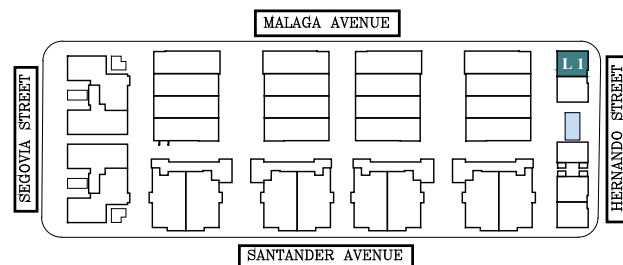 MALAGA AVENUE
L 1
SEGOVIA STREET
HERNANDO STREET
SANTANDER AVENUE